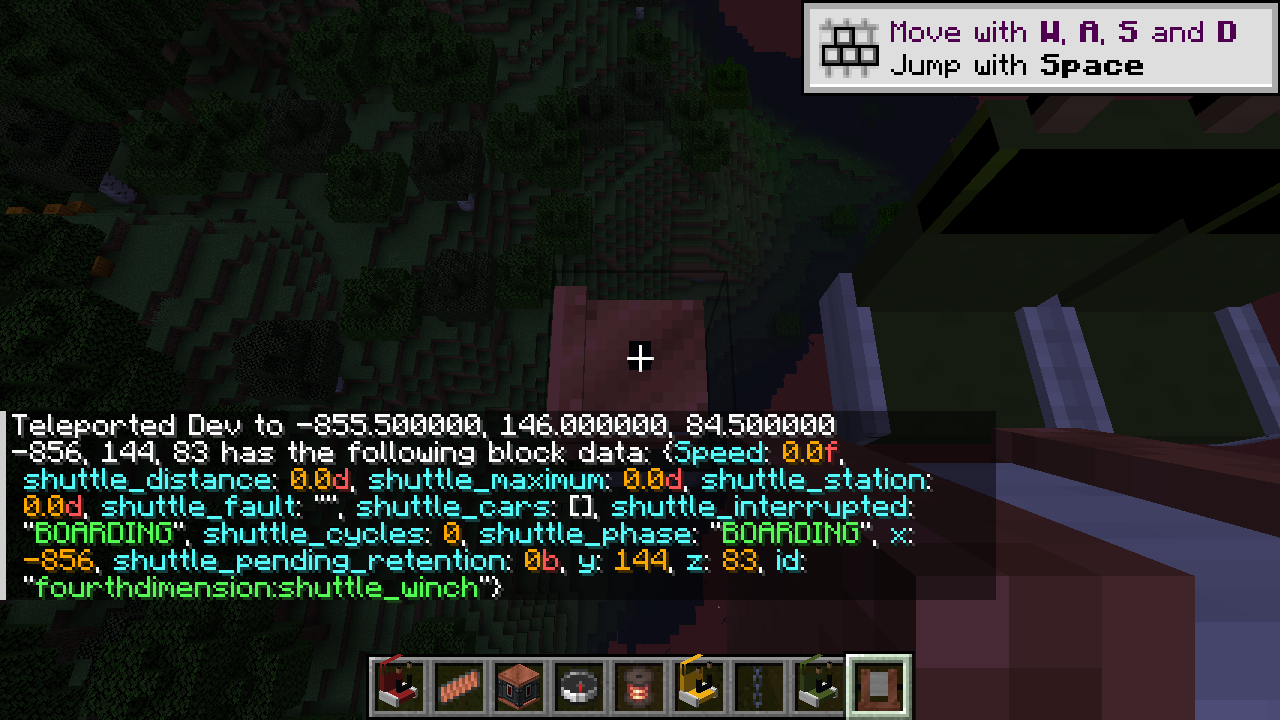 Move with W, A, S and D
Jump with Space
Teleported Dev to -855.500000, 146.000000, 84.500000
-856, 144, 83 has the following block data: {Speed: 0.0f,
shuttle_distance: 0.0d, shuttle_maximum: 0.0d, shuttle_station:
0.0d, shuttle_fault: "", shuttle_cars: [], shuttle_interrupted:
"BOARDING", shuttle_cycles: 0, shuttle_phase: "BOARDING", x:
-856, shuttle_pending_retention: 0b, y: 144, z: 83, id:
"fourthdimension:shuttle_winch"}